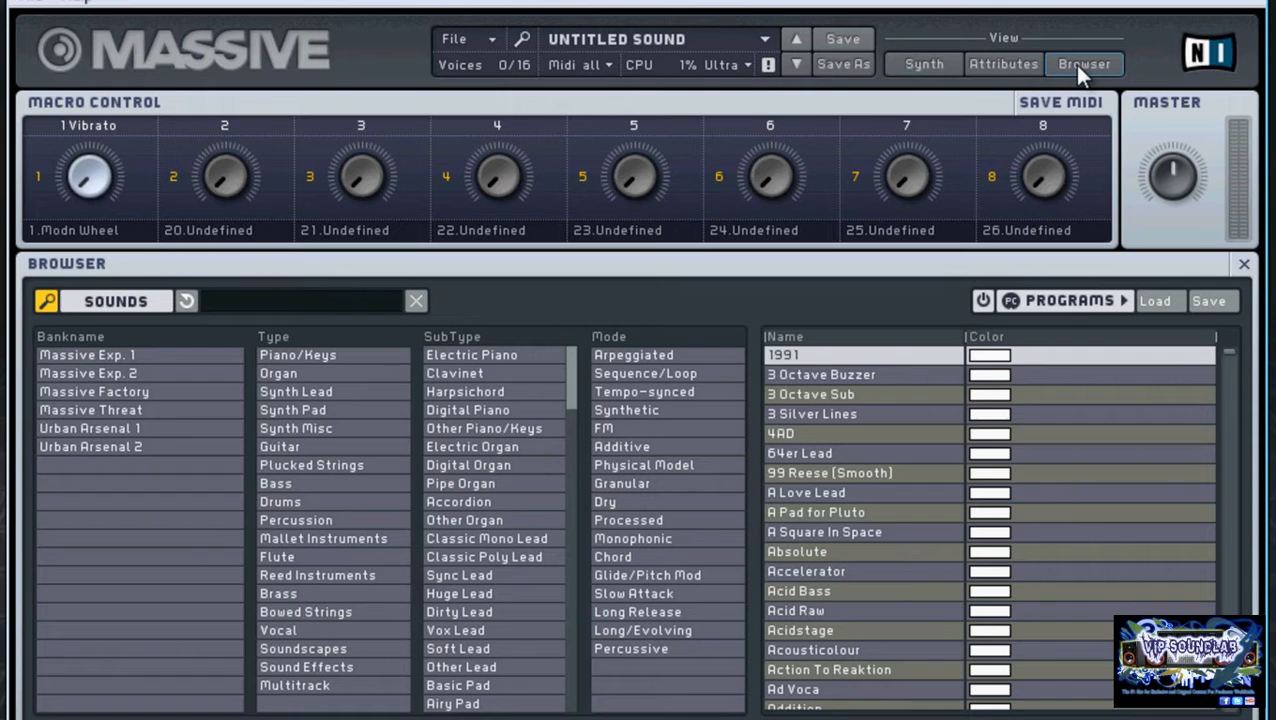 MASSIVE
File
UNTITLED SOUND
Save
View
Voices 0/16
Midi all
CPU 1% Ultra
Save As
Synth
Attributes
Browser
NI
MACRO CONTROL
SAVE MIDI
MASTER
1 Vibrato
2
3
4
5
6
7
8
1
2
3
4
5
6
7
8
1.Modn Wheel
20.Undefined
21.Undefined
22.Undefined
23.Undefined
24.Undefined
25.Undefined
26.Undefined
BROWSER
SOUNDS
PC PROGRAMS
Load
Save
Bankname
Massive Exp. 1
Massive Exp. 2
Massive Factory
Massive Threat
Urban Arsenal 1
Urban Arsenal 2
Type
Piano/Keys
Organ
Synth Lead
Synth Pad
Synth Misc
Guitar
Plucked Strings
Bass
Drums
Percussion
Mallet Instruments
Flute
Reed Instruments
Brass
Bowed Strings
Vocal
Soundscapes
Sound Effects
Multitrack
SubType
Electric Piano
Clavinet
Harpsichord
Digital Piano
Other Piano/Keys
Electric Organ
Digital Organ
Pipe Organ
Accordion
Other Organ
Classic Mono Lead
Classic Poly Lead
Sync Lead
Huge Lead
Dirty Lead
Vox Lead
Soft Lead
Other Lead
Basic Pad
Airy Pad
Mode
Arpeggiated
Sequence/Loop
Tempo-synced
Synthetic
FM
Additive
Physical Model
Granular
Dry
Processed
Monophonic
Chord
Glide/Pitch Mod
Slow Attack
Long Release
Long/Evolving
Percussive
Name
Color
1991
3 Octave Buzzer
3 Octave Sub
3 Silver Lines
4AD
64er Lead
99 Reese (Smooth)
A Love Lead
A Pad for Pluto
A Square In Space
Absolute
Accelerator
Acid Bass
Acid Raw
Acidstage
Acousticolour
Action To Reaktion
Ad Voca
Addition
VIP SOUNDLAB